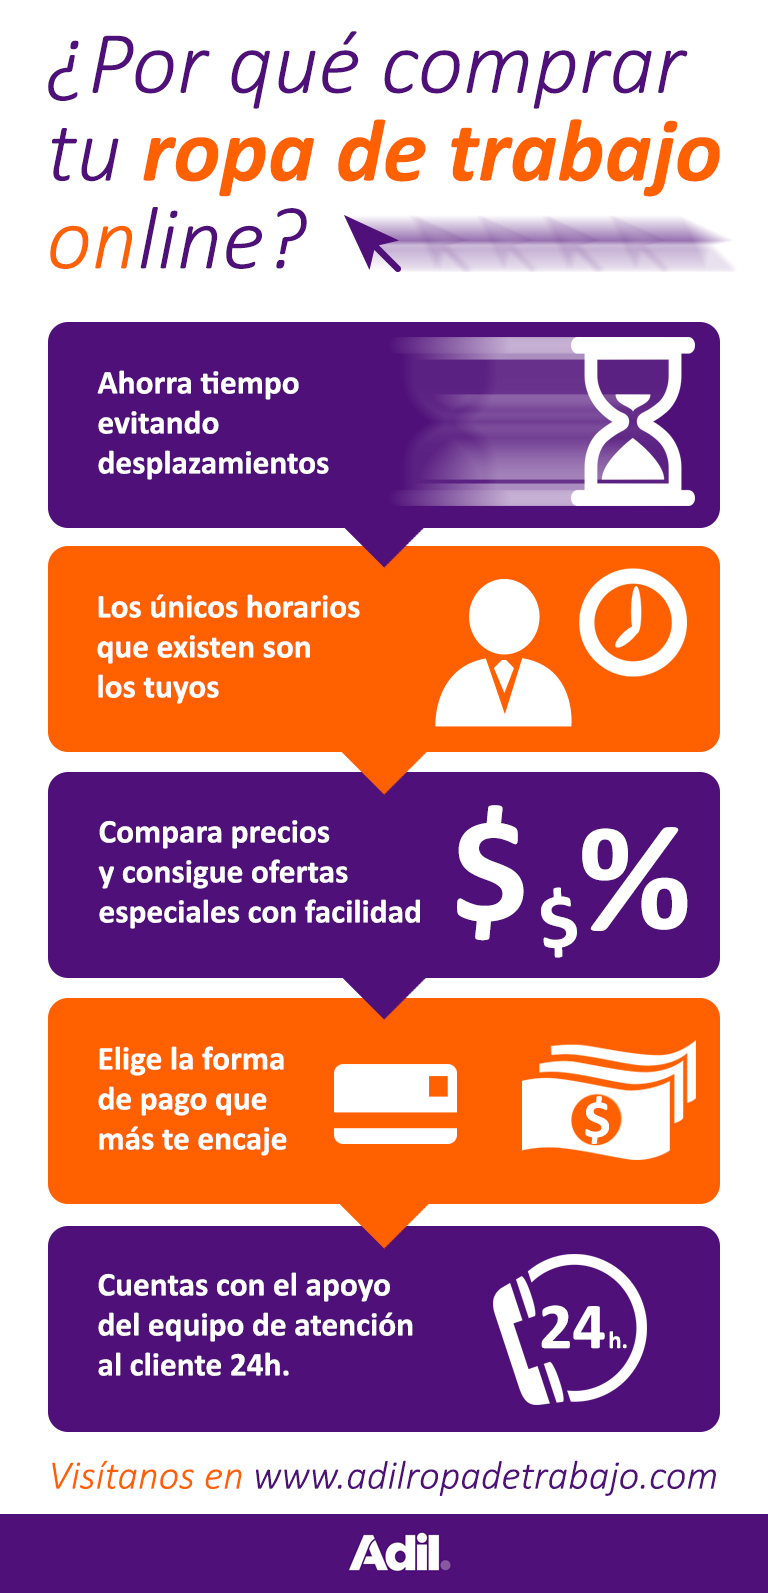 ¿Por qué comprar
tu ropa de trabajo
online?
Ahorra tiempo
evitando
desplazamientos
Los únicos horarios
que existen son
los tuyos
Compara precios
y consigue ofertas
especiales con facilidad
$ $ %
Elige la forma
de pago que
más te encaje
$
Cuentas con el apoyo
del equipo de atención
al cliente 24h.
24h.
Visítanos en www.adilropadetrabajo.com
Adil.